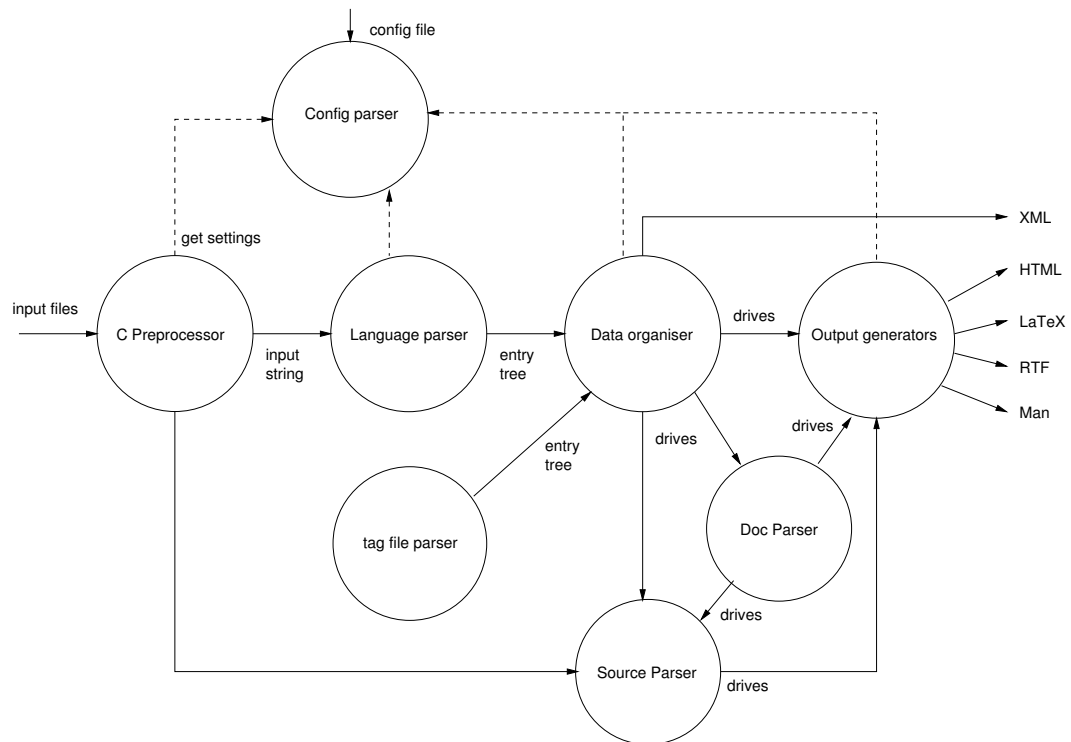 config file
Config parser
get settings
XML
HTML
input files
C Preprocessor
input
string
Language parser
entry
tree
Data organiser
drives
Output generators
LaTeX
RTF
Man
drives
drives
entry
tree
tag file parser
Doc Parser
drives
Source Parser
drives